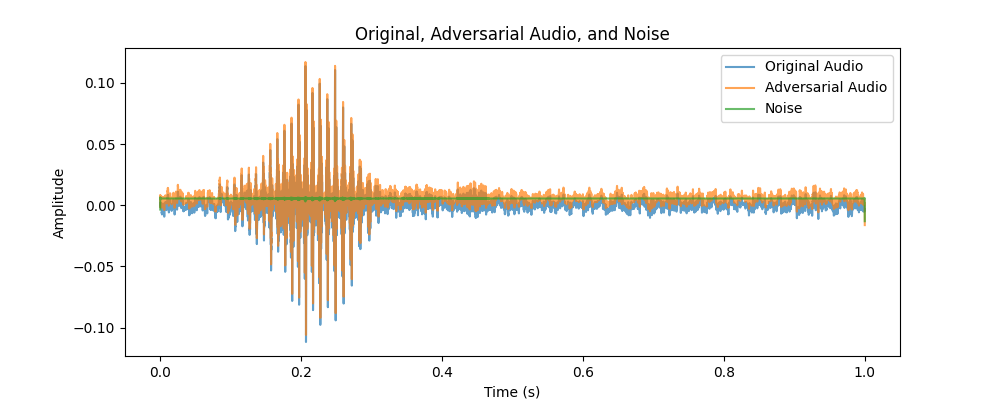 Original, Adversarial Audio, and Noise
Original Audio
Adversarial Audio
Noise
Amplitude
0.10
0.05
0.00
−0.05
−0.10
0.0
0.2
0.4
0.6
0.8
1.0
Time (s)